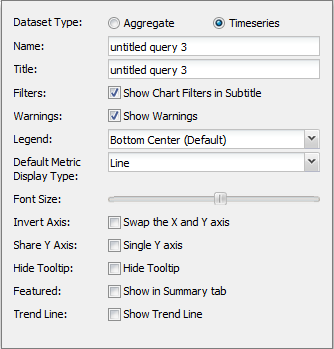 Dataset Type: Aggregate Timeseries
Name: untitled query 3
Title: untitled query 3
Filters: Show Chart Filters in Subtitle
Warnings: Show Warnings
Legend: Bottom Center (Default)
Default Metric Display Type: Line
Font Size:
Invert Axis: Swap the X and Y axis
Share Y Axis: Single Y axis
Hide Tooltip: Hide Tooltip
Featured: Show in Summary tab
Trend Line: Show Trend Line